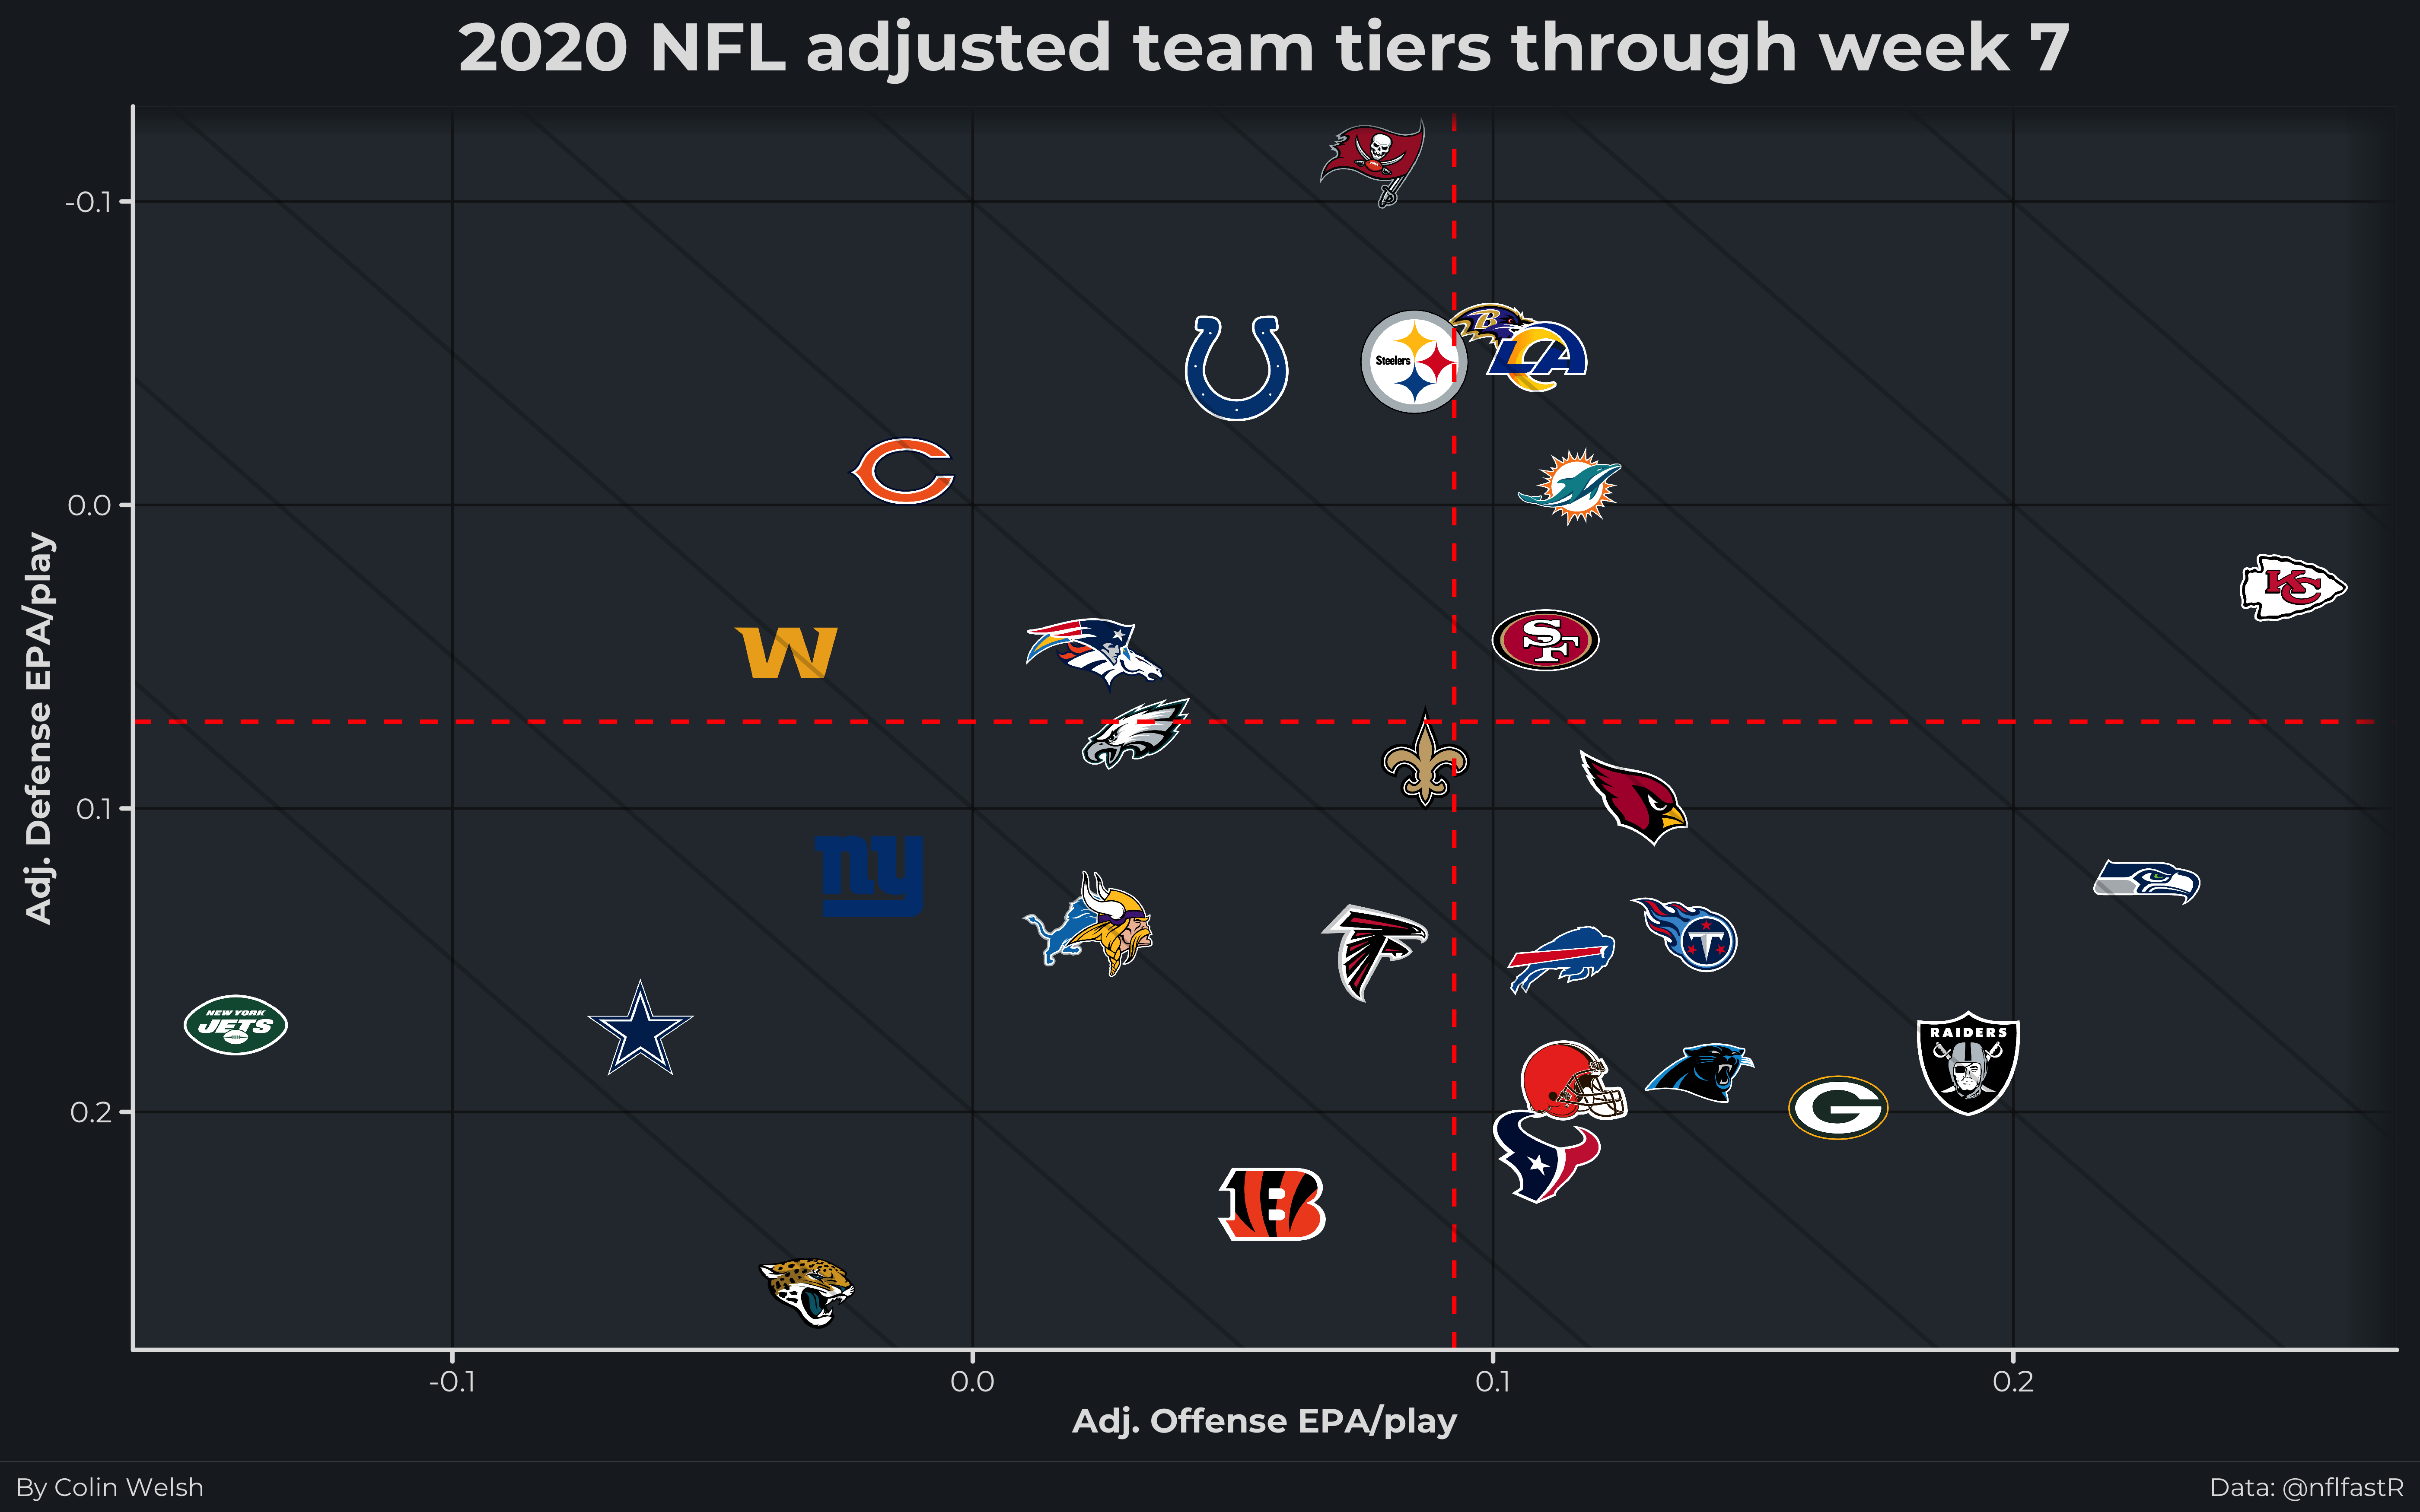 2020 NFL adjusted team tiers through week 7
Adj. Defense EPA/play
-0.1
0.0
0.1
0.2
B
Steelers
LA
KC
W
SF
ny
T
NEW YORK
JETS
RAIDERS
G
B
-0.1
0.0
0.1
0.2
Adj. Offense EPA/play
By Colin Welsh
Data: @nflfastR